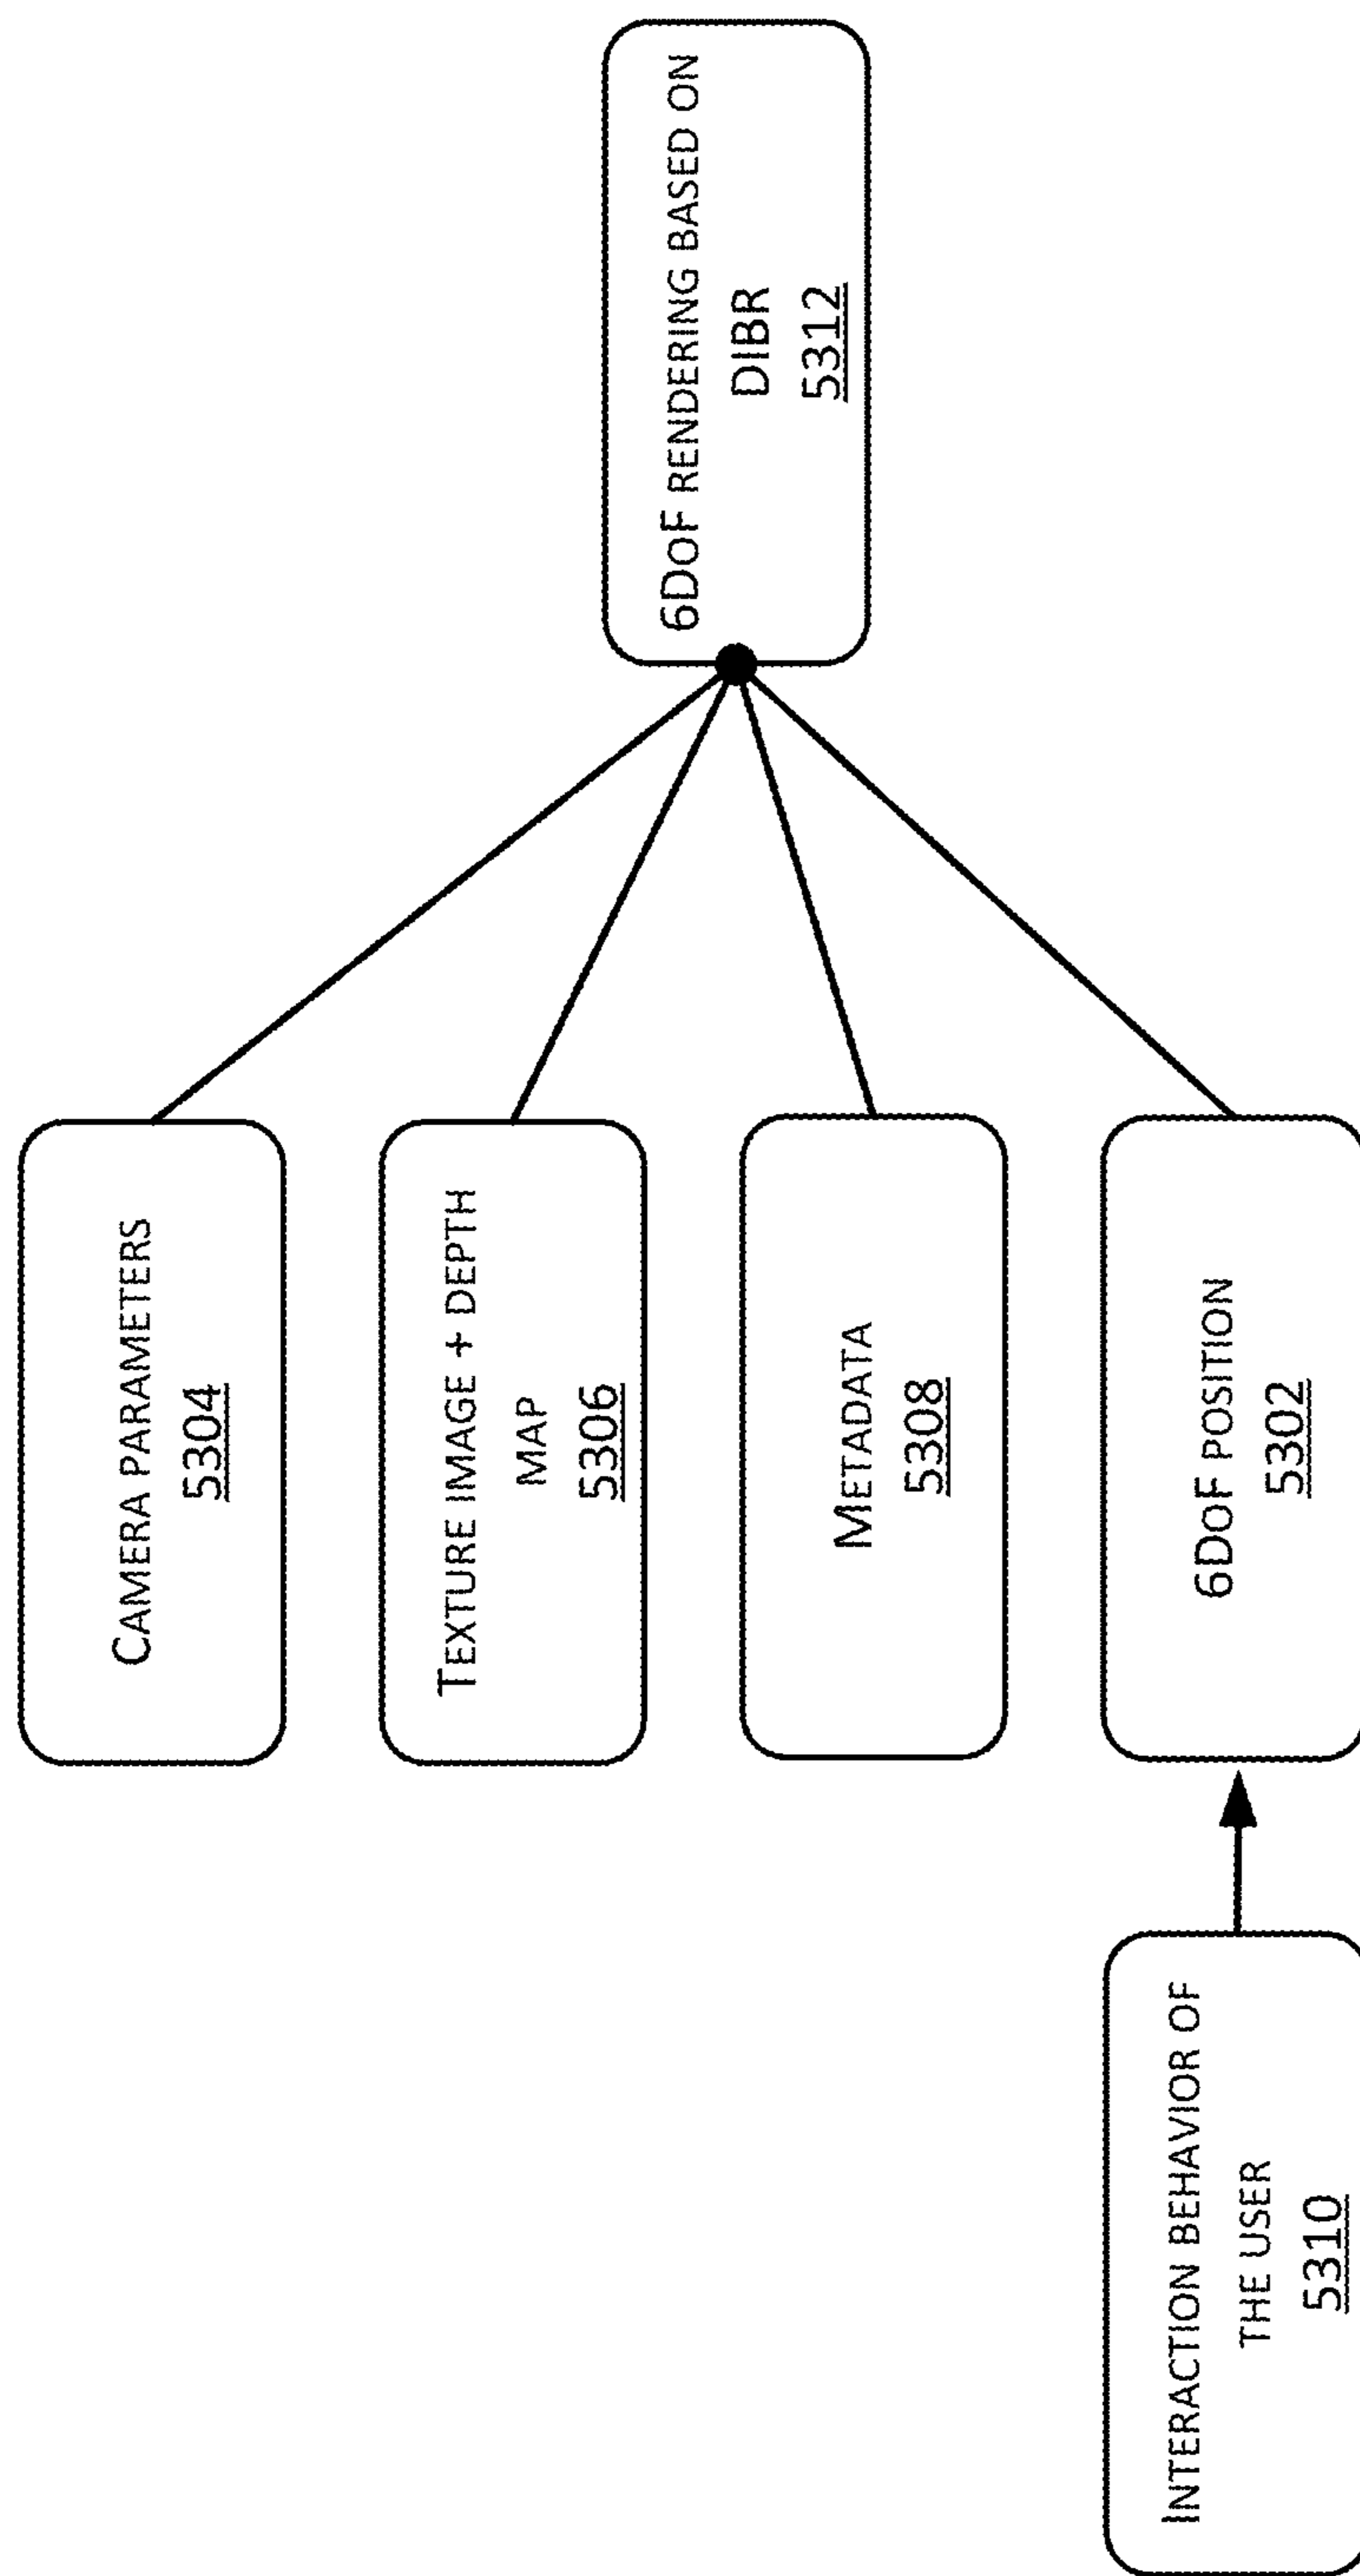 Camera parameters
5304
Texture image + depth
map
5306
Metadata
5308
6DoF position
5302
Interaction behavior of
the user
5310
6DoF rendering based on
DIBR
5312